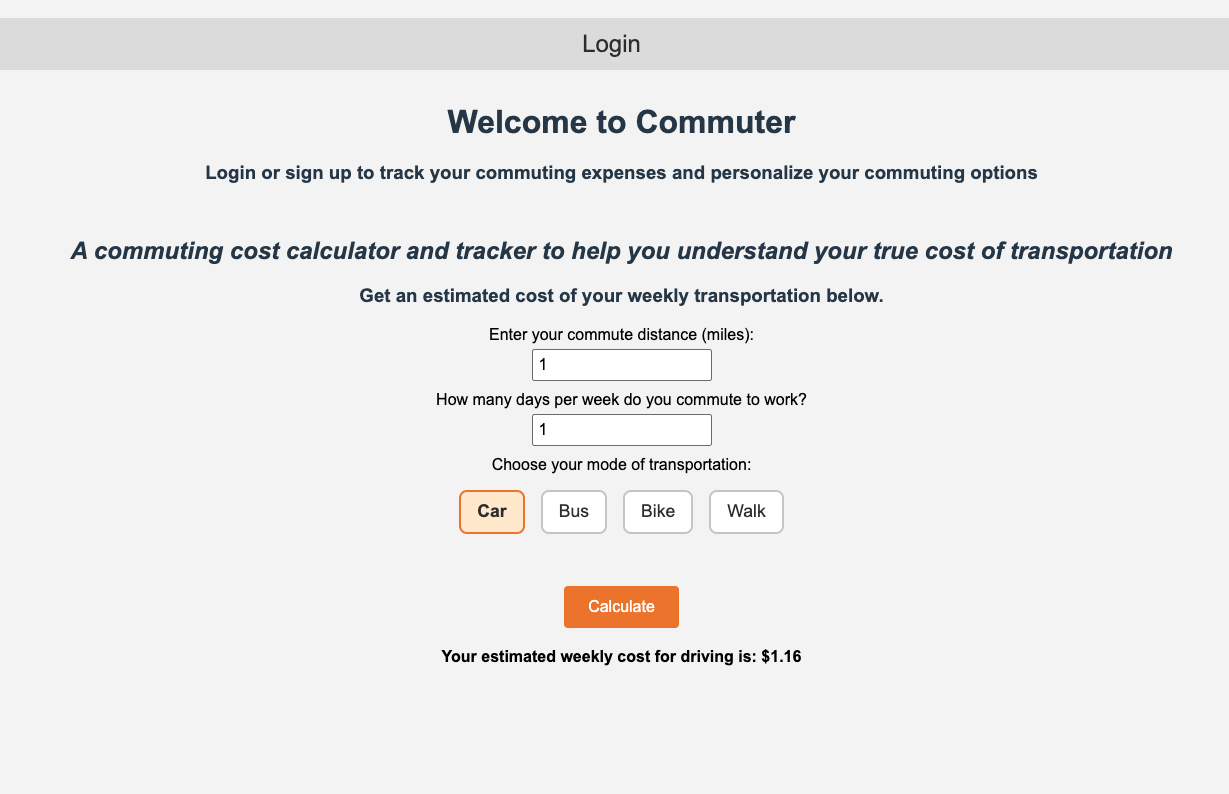 Login
Welcome to Commuter
Login or sign up to track your commuting expenses and personalize your commuting options
A commuting cost calculator and tracker to help you understand your true cost of transportation
Get an estimated cost of your weekly transportation below.
Enter your commute distance (miles):
1
How many days per week do you commute to work?
1
Choose your mode of transportation:
Car Bus Bike Walk
Calculate
Your estimated weekly cost for driving is: $1.16